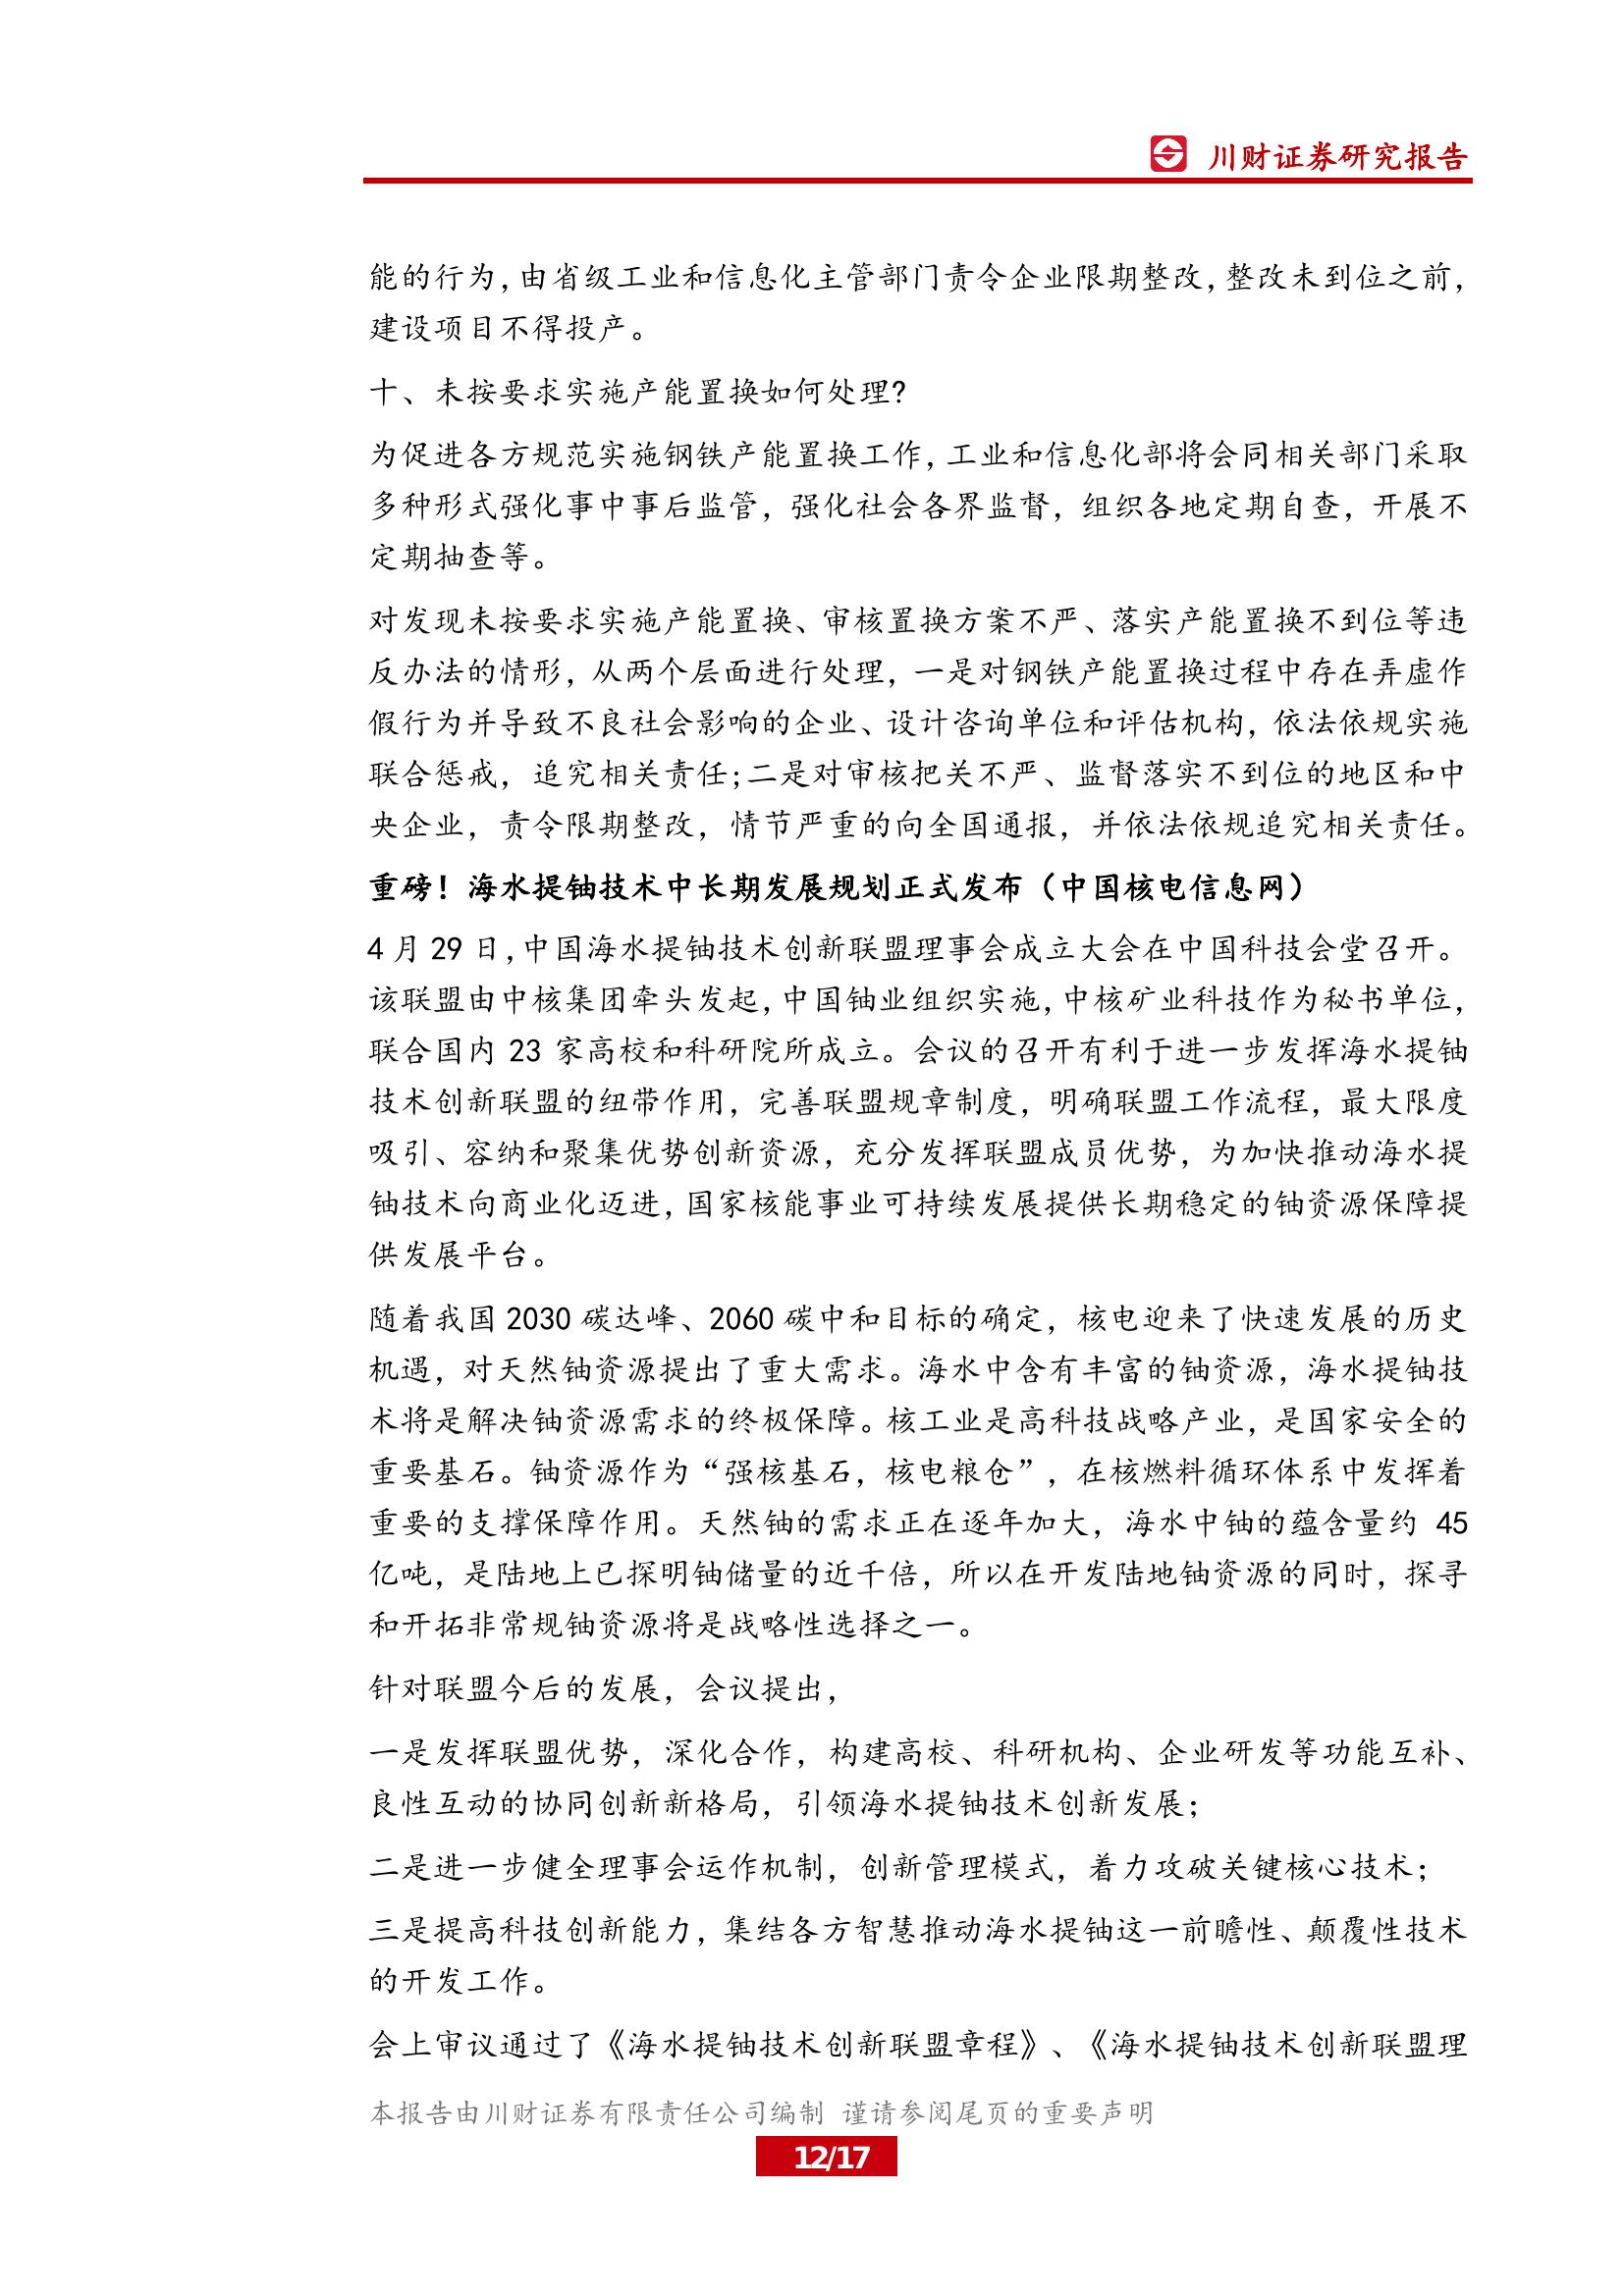 川财证券研究报告
能的行为，由省级工业和信息化主管部门责令企业限期整改，整改未到位之前，
建设项目不得投产。
十、未按要求实施产能置换如何处理?
为促进各方规范实施钢铁产能置换工作，工业和信息化部将会同相关部门采取
多种形式强化事中事后监管，强化社会各界监督，组织各地定期自查，开展不
定期抽查等。
对发现未按要求实施产能置换、审核置换方案不严、落实产能置换不到位等违
反办法的情形，从两个层面进行处理，一是对钢铁产能置换过程中存在弄虚作
假行为并导致不良社会影响的企业、设计咨询单位和评估机构，依法依规实施
联合惩戒，追究相关责任;二是对审核把关不严、监督落实不到位的地区和中
央企业，责令限期整改，情节严重的向全国通报，并依法依规追究相关责任。
重磅！海水提铀技术中长期发展规划正式发布（中国核电信息网）
4 月 29 日，中国海水提铀技术创新联盟理事会成立大会在中国科技会堂召开。
该联盟由中核集团牵头发起，中国铀业组织实施，中核矿业科技作为秘书单位，
联合国内 23 家高校和科研院所成立。会议的召开有利于进一步发挥海水提铀
技术创新联盟的纽带作用，完善联盟规章制度，明确联盟工作流程，最大限度
吸引、容纳和聚集优势创新资源，充分发挥联盟成员优势，为加快推动海水提
铀技术向商业化迈进，国家核能事业可持续发展提供长期稳定的铀资源保障提
供发展平台。
随着我国 2030 碳达峰、2060 碳中和目标的确定，核电迎来了快速发展的历史
机遇，对天然铀资源提出了重大需求。海水中含有丰富的铀资源，海水提铀技
术将是解决铀资源需求的终极保障。核工业是高科技战略产业，是国家安全的
重要基石。铀资源作为“强核基石，核电粮仓”，在核燃料循环体系中发挥着
重要的支撑保障作用。天然铀的需求正在逐年加大，海水中铀的蕴含量约 45
亿吨，是陆地上已探明铀储量的近千倍，所以在开发陆地铀资源的同时，探寻
和开拓非常规铀资源将是战略性选择之一。
针对联盟今后的发展，会议提出，
一是发挥联盟优势，深化合作，构建高校、科研机构、企业研发等功能互补、
良性互动的协同创新新格局，引领海水提铀技术创新发展；
二是进一步健全理事会运作机制，创新管理模式，着力攻破关键核心技术；
三是提高科技创新能力，集结各方智慧推动海水提铀这一前瞻性、颠覆性技术
的开发工作。
会上审议通过了《海水提铀技术创新联盟章程》、《海水提铀技术创新联盟理
本报告由川财证券有限责任公司编制 谨请参阅尾页的重要声明
12/17